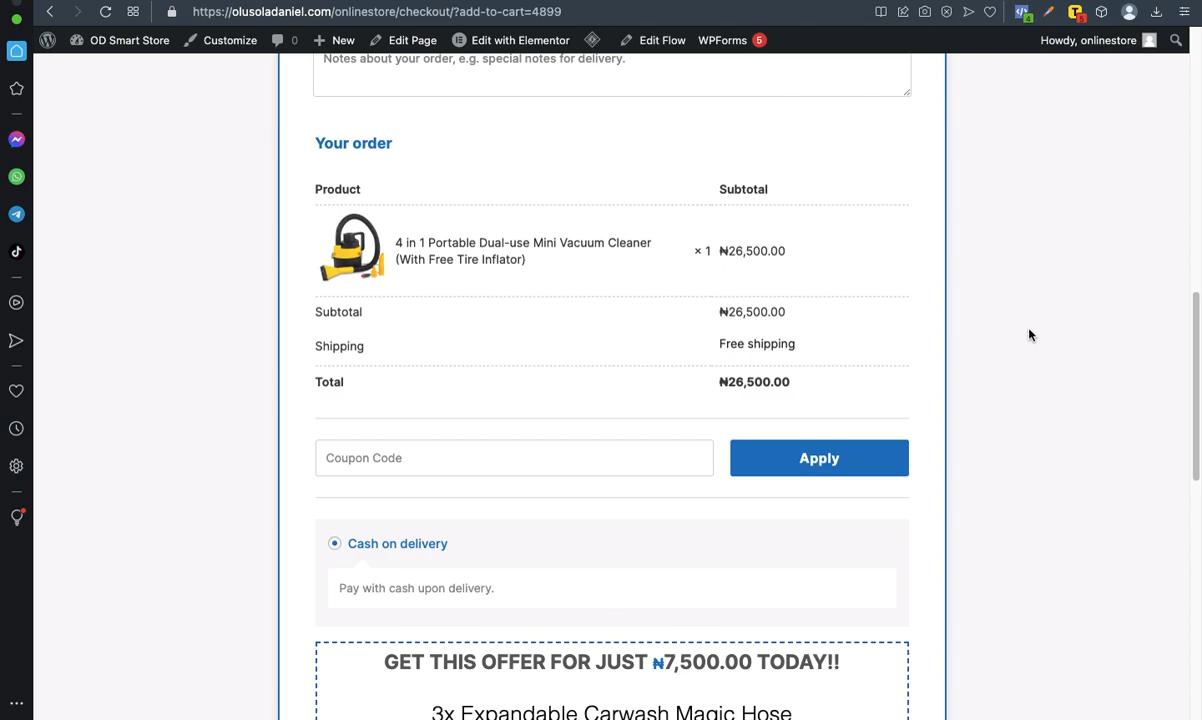 https://olusoladaniel.com/onlinestore/checkout/?add-to-cart=4899
4
5
OD Smart Store
Customize
0
New
Edit Page
Edit with Elementor
Edit Flow
WPForms 5
Howdy, onlinestore
Notes about your order, e.g. special notes for delivery.
Your order
Product Subtotal
4 in 1 Portable Dual-use Mini Vacuum Cleaner
(With Free Tire Inflator)
× 1 ₦26,500.00
Subtotal ₦26,500.00
Shipping Free shipping
Total ₦26,500.00
Coupon Code
Apply
Cash on delivery
Pay with cash upon delivery.
GET THIS OFFER FOR JUST ₦7,500.00 TODAY!!
3x Expandable Carwash Magic Hose